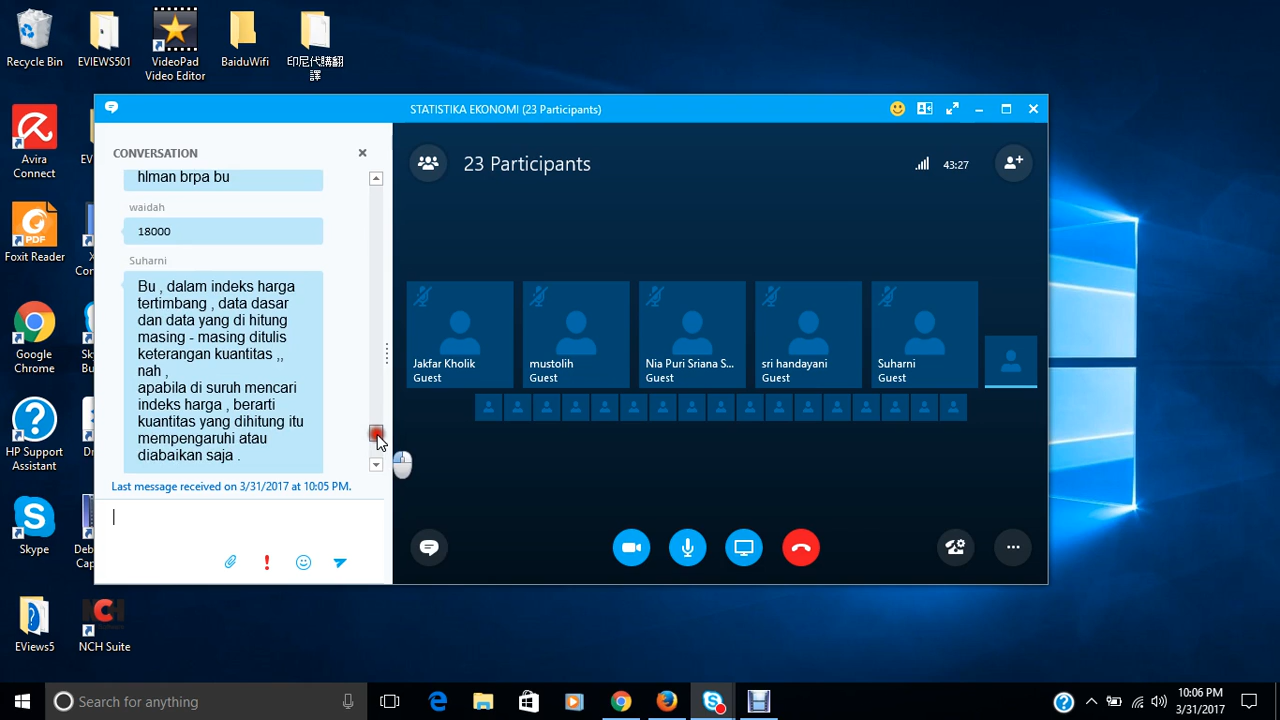 Recycle Bin
EVIEWS501
VideoPad
Video Editor
BaiduWifi
印尼代購翻
譯
Avira
Connect
Foxit Reader
Google
Chrome
HP Support
Assistant
Skype
EViews5
NCH Suite
STATISTIKA EKONOMI (23 Participants)
CONVERSATION
hlman brpa bu
waidah
18000
Suharni
Bu , dalam indeks harga
tertimbang , data dasar
dan data yang di hitung
masing - masing ditulis
keterangan kuantitas ,,
nah ,
apabila di suruh mencari
indeks harga , berarti
kuantitas yang dihitung itu
mempengaruhi atau
diabaikan saja .
Last message received on 3/31/2017 at 10:05 PM.
23 Participants
43:27
Jakfar Kholik
Guest
mustolih
Guest
Nia Puri Sriana S...
Guest
sri handayani
Guest
Suharni
Guest
Search for anything
10:06 PM
3/31/2017